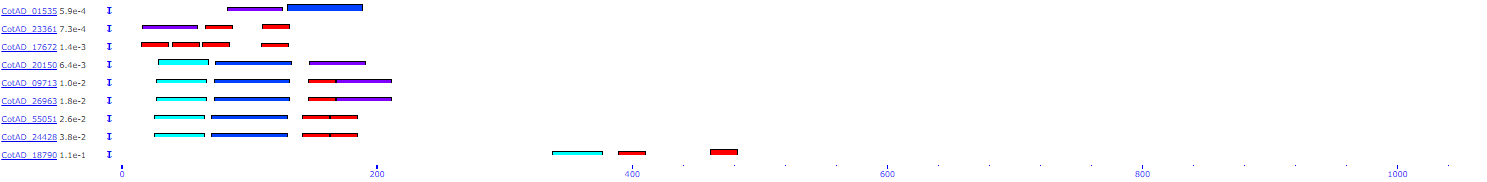 CotAD_01535 5.9e-4
CotAD_23361 7.3e-4
CotAD_17672 1.4e-3
CotAD_20150 6.4e-3
CotAD_09713 1.0e-2
CotAD_26963 1.8e-2
CotAD_55051 2.6e-2
CotAD_24428 3.8e-2
CotAD_18790 1.1e-1
0 200 400 600 800 1000